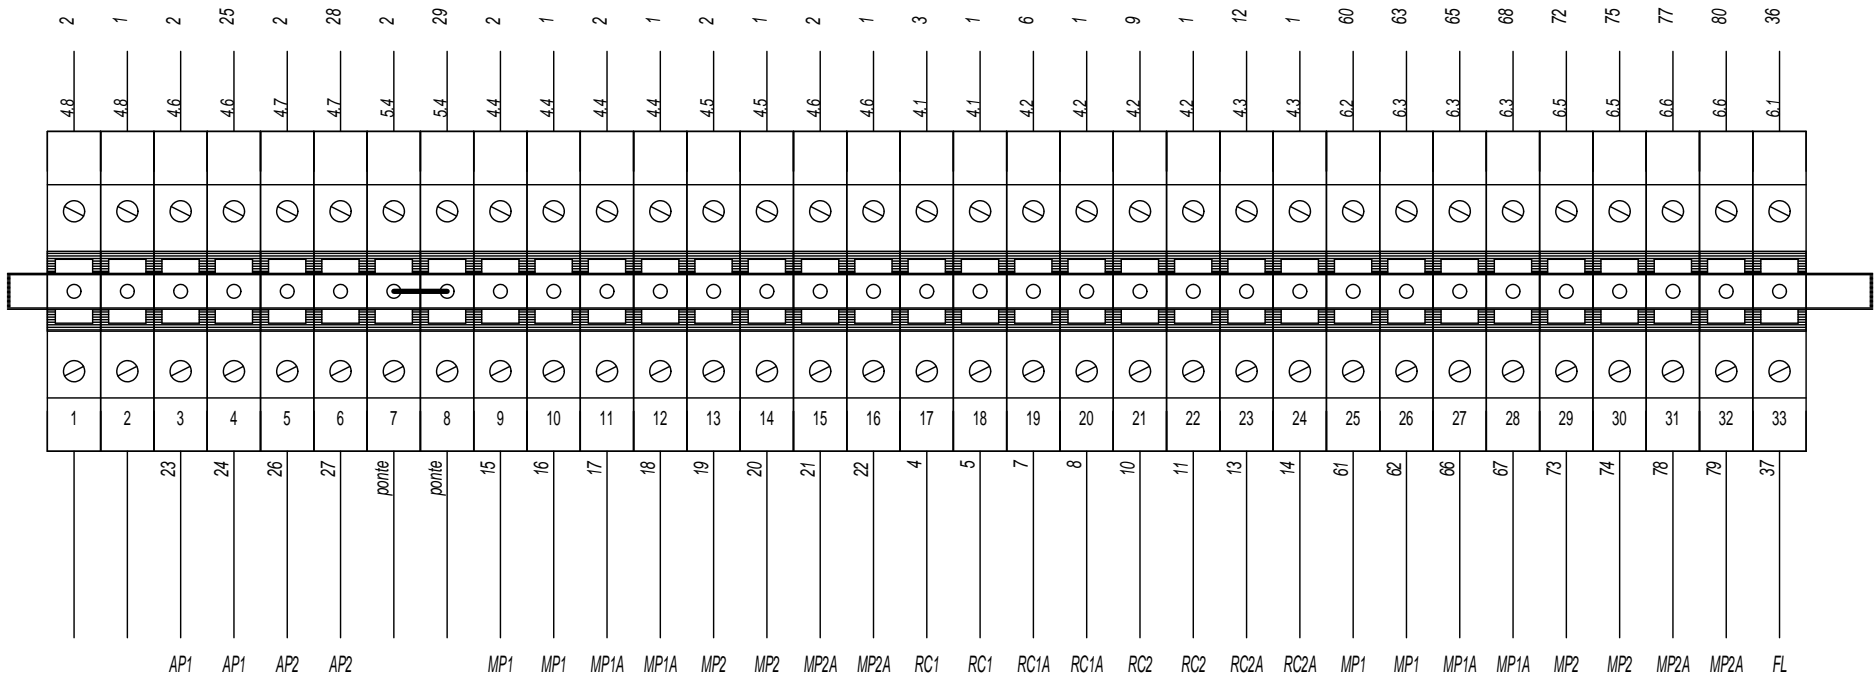 2 1 2 25 2 28 2 29 2 1 2 1 2 1 2 1 3 1 6 1 9 1 12 1 60 63 65 68 72 75 77 80 36
4.8 4.8 4.6 4.6 4.7 4.7 5.4 5.4 4.4 4.4 4.4 4.4 4.5 4.5 4.6 4.6 4.1 4.1 4.2 4.2 4.2 4.2 4.3 4.3 6.2 6.3 6.3 6.3 6.5 6.5 6.6 6.6 6.1
1 2 3 4 5 6 7 8 9 10 11 12 13 14 15 16 17 18 19 20 21 22 23 24 25 26 27 28 29 30 31 32 33
23 24 26 27 ponte ponte 15 16 17 18 19 20 21 22 4 5 7 8 10 11 13 14 61 62 66 67 73 74 78 79 37
AP1 AP1 AP2 AP2 MP1 MP1 MP1A MP1A MP2 MP2 MP2A MP2A RC1 RC1 RC1A RC1A RC2 RC2 RC2A RC2A MP1 MP1 MP1A MP1A MP2 MP2 MP2A MP2A FL